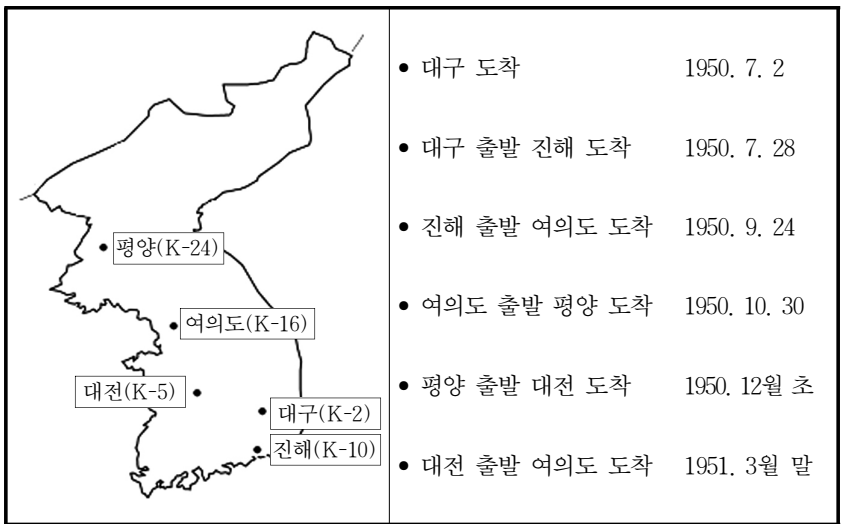 평양(K-24)
여의도(K-16)
대전(K-5)
대구(K-2)
진해(K-10)
• 대구 도착 1950. 7. 2
• 대구 출발 진해 도착 1950. 7. 28
• 진해 출발 여의도 도착 1950. 9. 24
• 여의도 출발 평양 도착 1950. 10. 30
• 평양 출발 대전 도착 1950. 12월 초
• 대전 출발 여의도 도착 1951. 3월 말